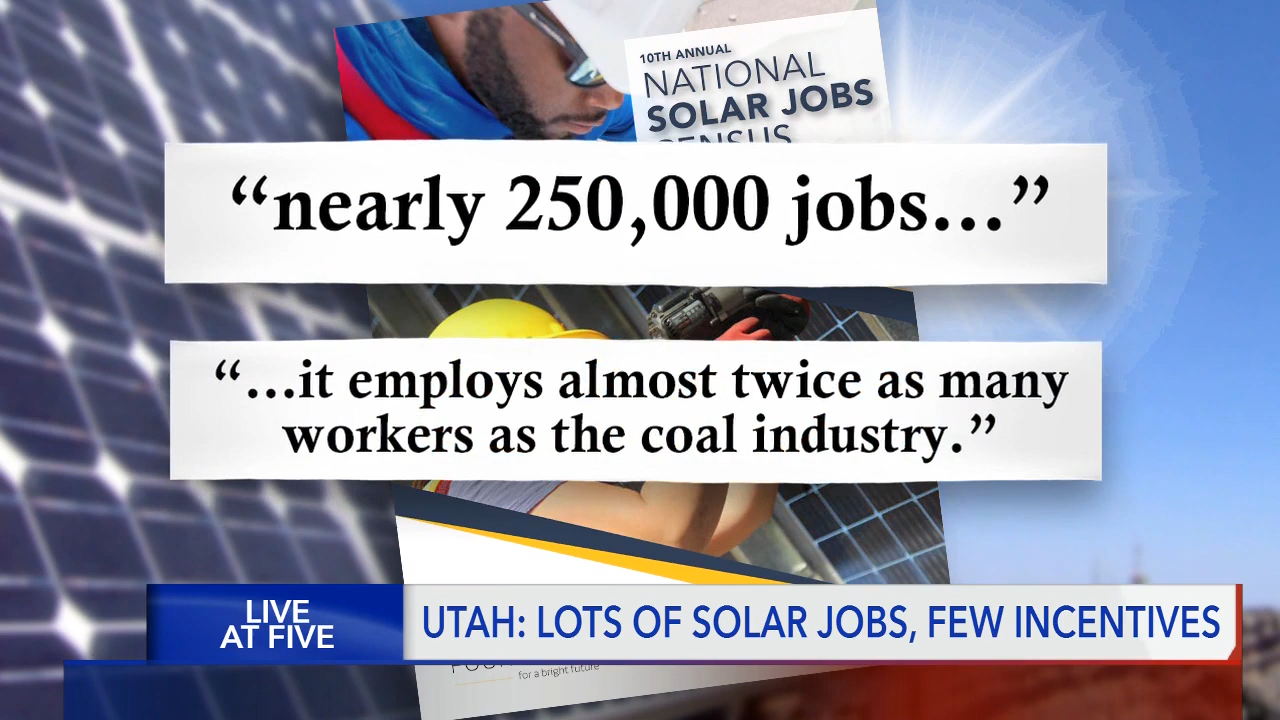 10TH ANNUAL
NATIONAL
SOLAR JOBS
CENSUS
“nearly 250,000 jobs...”
“...it employs almost twice as many
workers as the coal industry.”
LIVE
AT FIVE
UTAH: LOTS OF SOLAR JOBS, FEW INCENTIVES
for a bright future